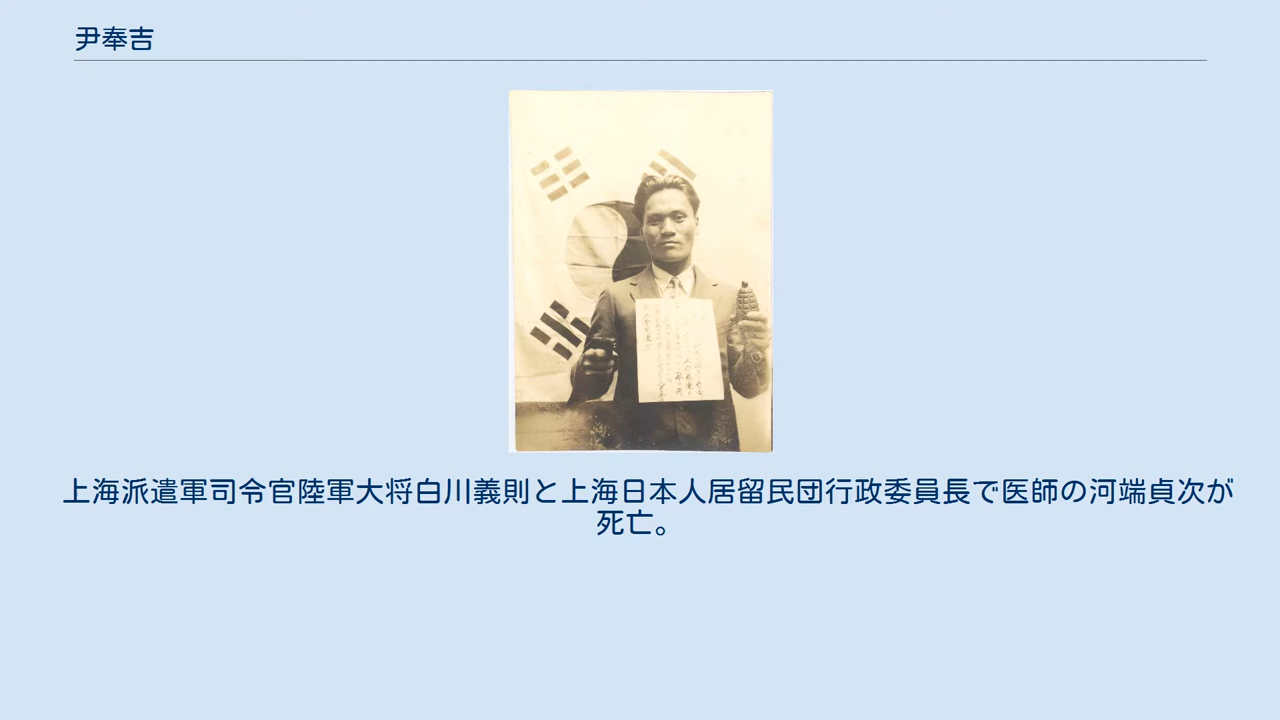 尹奉吉
上海派遣軍司令官陸軍大将白川義則と上海日本人居留民団行政委員長で医師の河端貞次が
死亡。